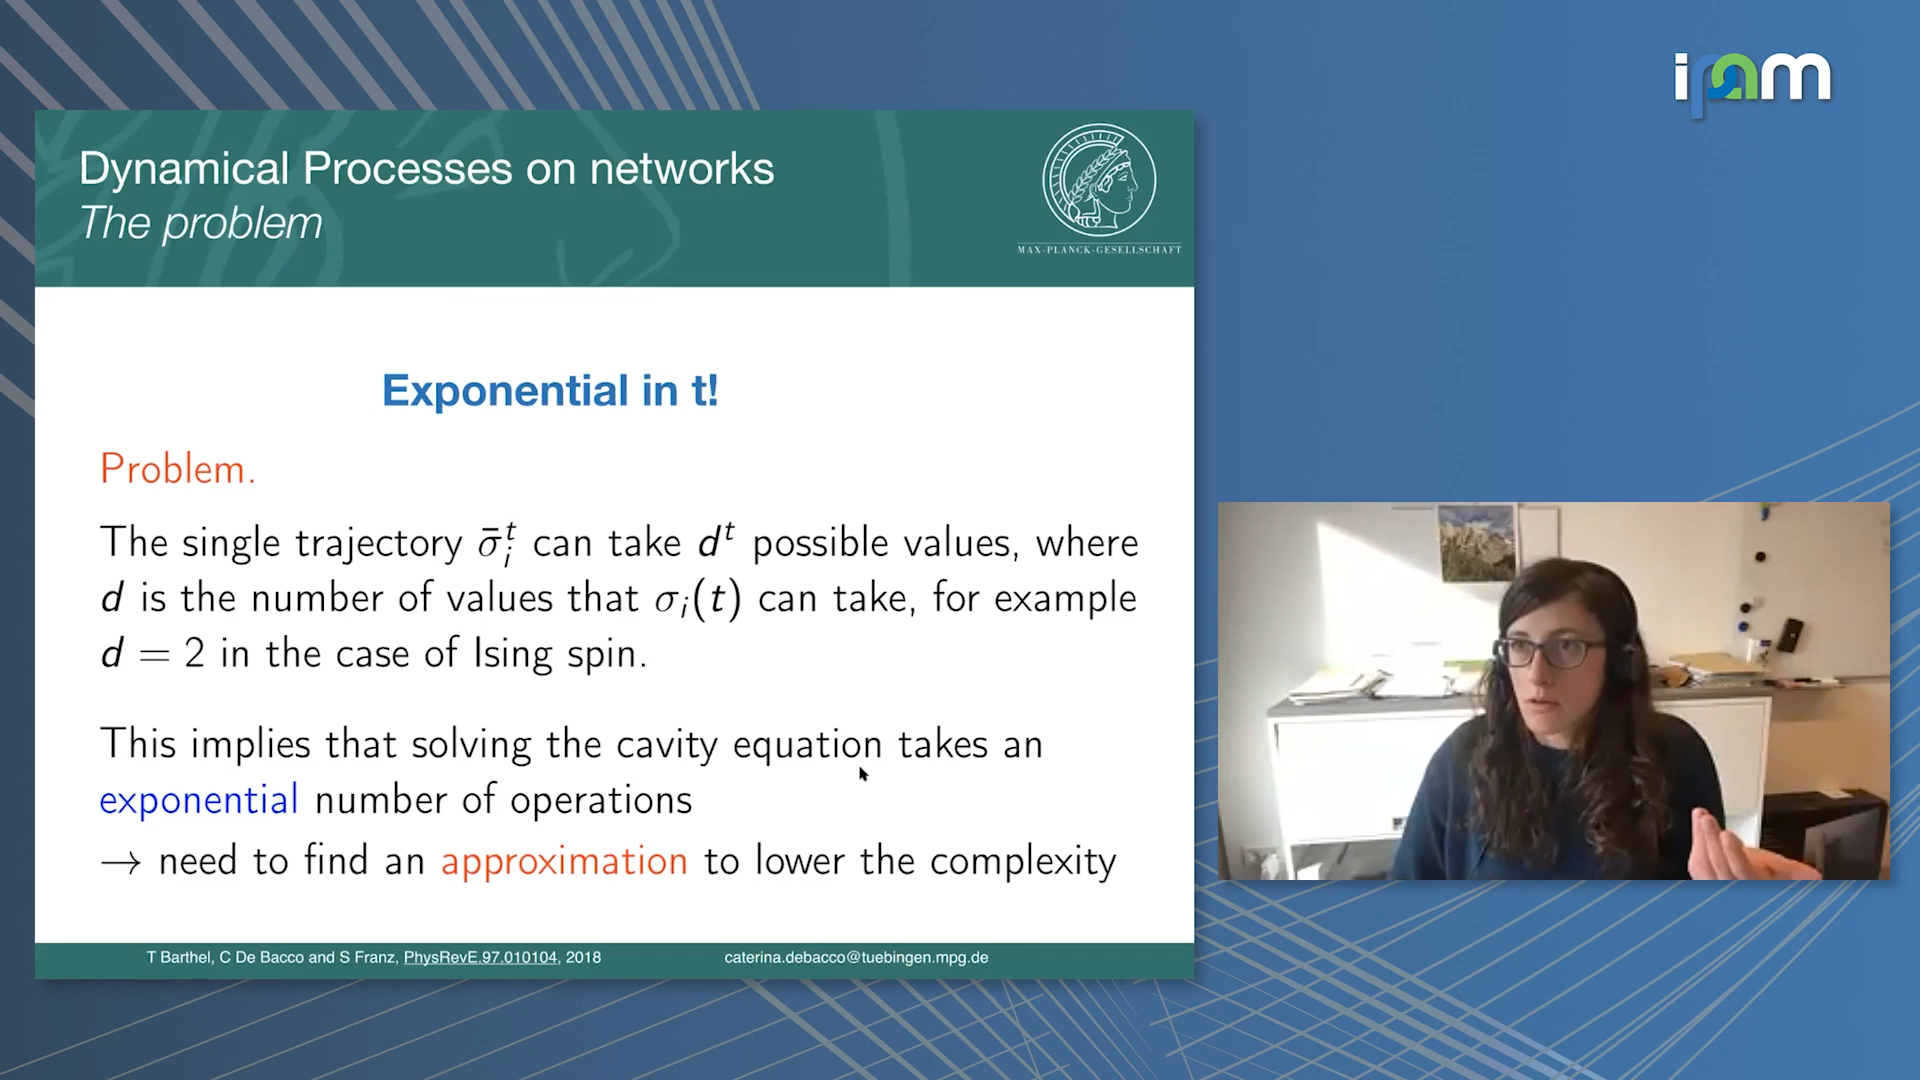 ipam
Dynamical Processes on networks
The problem
MAX-PLANCK-GESELLSCHAFT
Exponential in t!
Problem.
The single trajectory σ̄ᵢᵗ can take dᵗ possible values, where
d is the number of values that σᵢ(t) can take, for example
d = 2 in the case of Ising spin.
This implies that solving the cavity equation takes an
exponential number of operations
→ need to find an approximation to lower the complexity
T Barthel, C De Bacco and S Franz, PhysRevE.97.010104, 2018
caterina.debacco@tuebingen.mpg.de